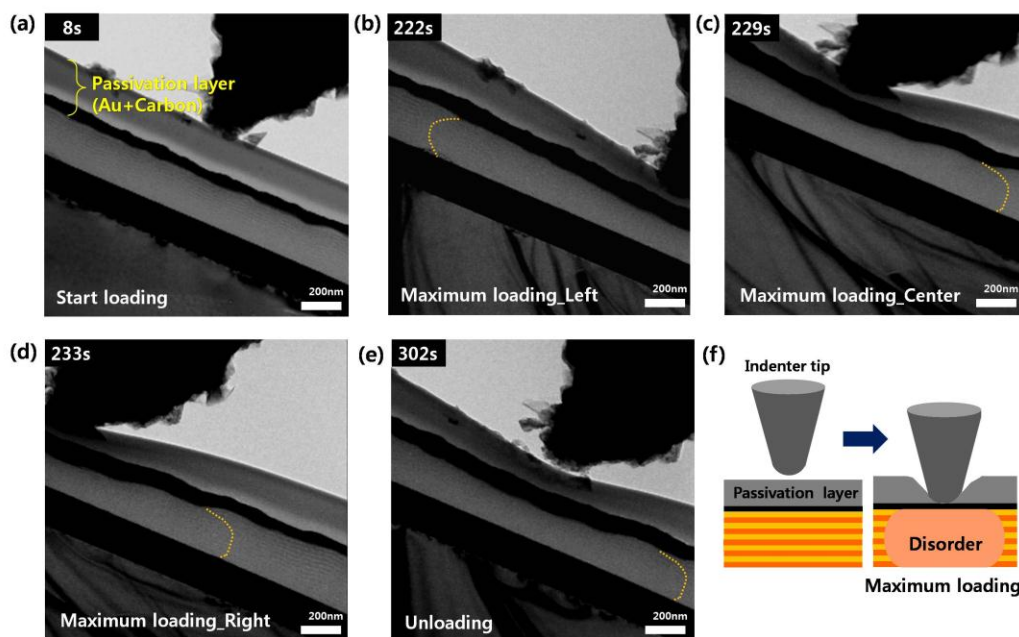 (a)
8s
Passivation layer
(Au+Carbon)
Start loading
200nm
(b)
222s
Maximum loading_Left
200nm
(c)
229s
Maximum loading_Center
200nm
(d)
233s
Maximum loading_Right
200nm
(e)
302s
Unloading
200nm
(f)
Indenter tip
Passivation layer
Disorder
Maximum loading